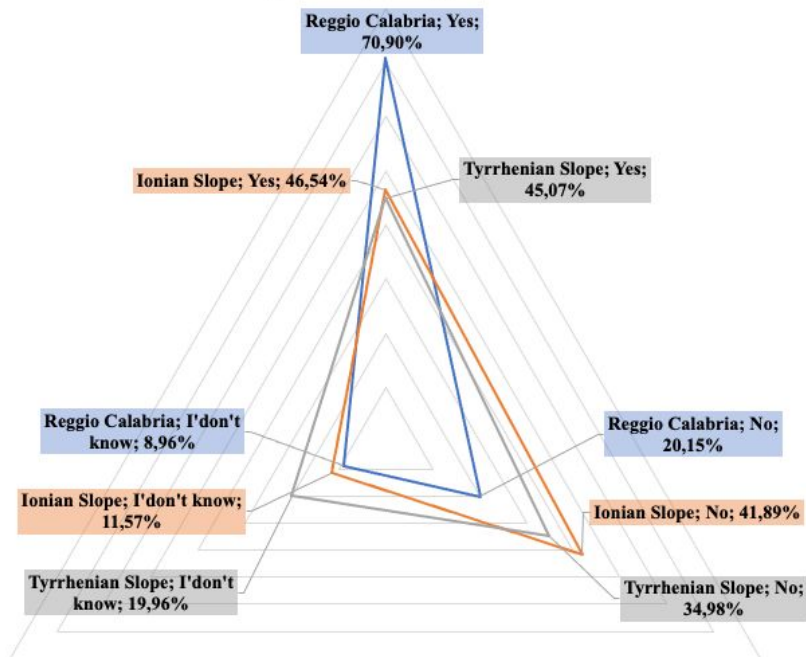 Reggio Calabria; Yes;
70,90%
Ionian Slope; Yes; 46,54%
Tyrrhenian Slope; Yes;
45,07%
Reggio Calabria; I'don't
know; 8,96%
Reggio Calabria; No;
20,15%
Ionian Slope; I'don't know;
11,57%
Ionian Slope; No; 41,89%
Tyrrhenian Slope; I'don't
know; 19,96%
Tyrrhenian Slope; No;
34,98%